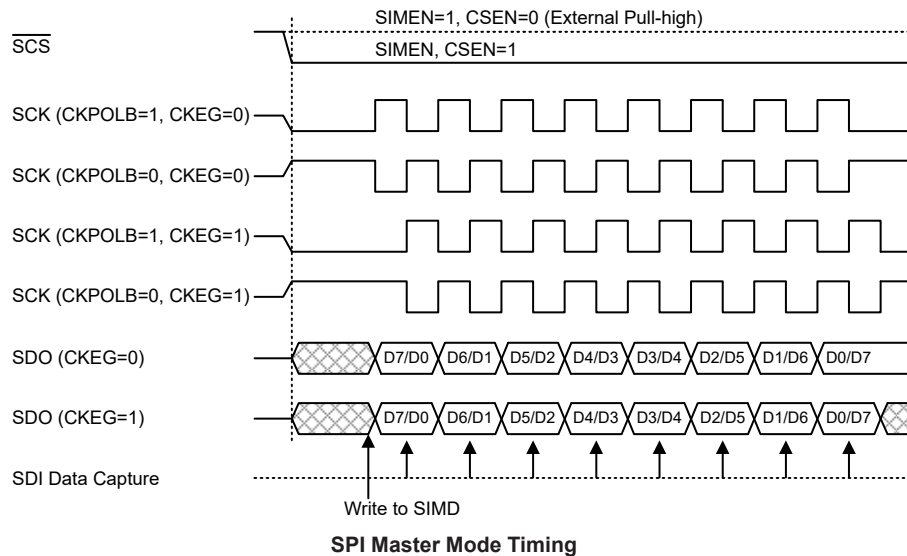 SIMEN=1, CSEN=0 (External Pull-high)
SCS
SIMEN, CSEN=1
SCK (CKPOLB=1, CKEG=0)
SCK (CKPOLB=0, CKEG=0)
SCK (CKPOLB=1, CKEG=1)
SCK (CKPOLB=0, CKEG=1)
SDO (CKEG=0) D7/D0 D6/D1 D5/D2 D4/D3 D3/D4 D2/D5 D1/D6 D0/D7
SDO (CKEG=1) D7/D0 D6/D1 D5/D2 D4/D3 D3/D4 D2/D5 D1/D6 D0/D7
SDI Data Capture
Write to SIMD
SPI Master Mode Timing